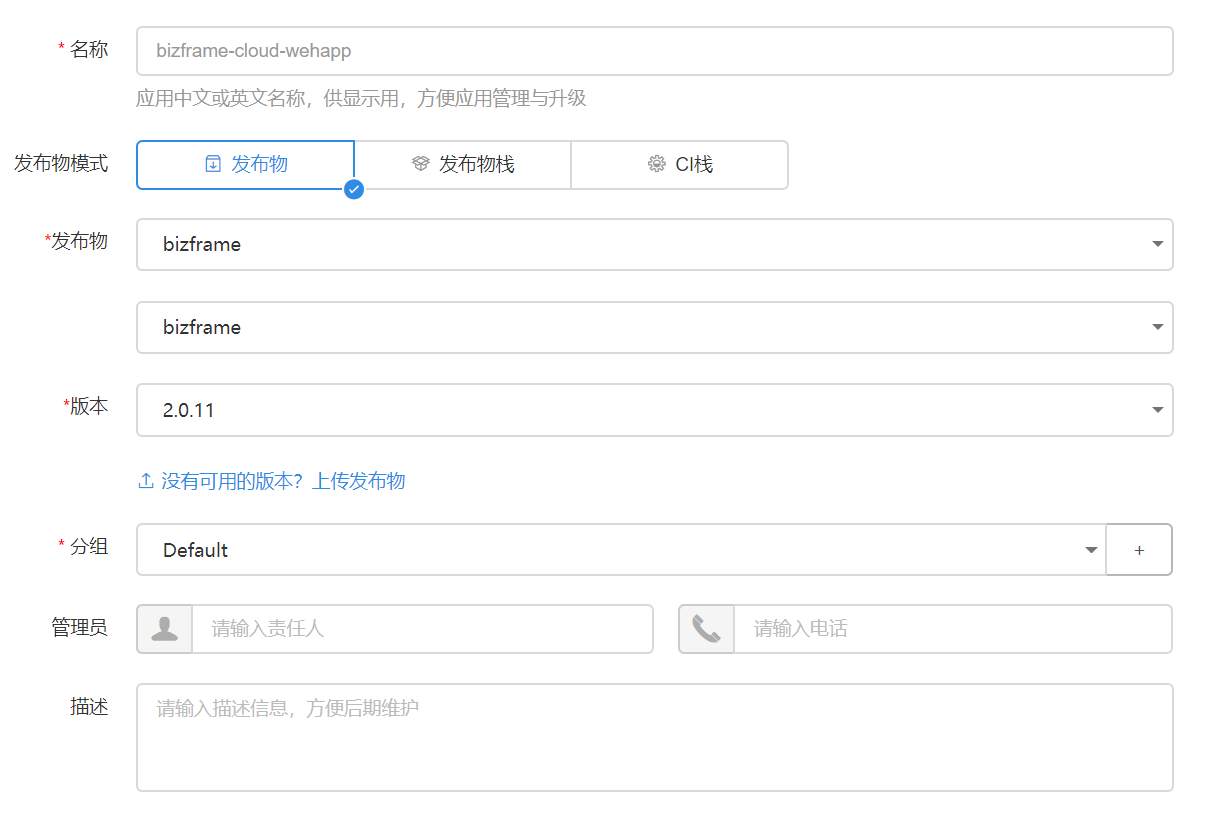 * 名称
bizframe-cloud-wehapp
应用中文或英文名称，供显示用，方便应用管理与升级
发布物模式 发布物 发布物栈 CI栈
*发布物 bizframe
bizframe
*版本 2.0.11
没有可用的版本？上传发布物
* 分组 Default +
管理员 请输入责任人 请输入电话
描述 请输入描述信息，方便后期维护